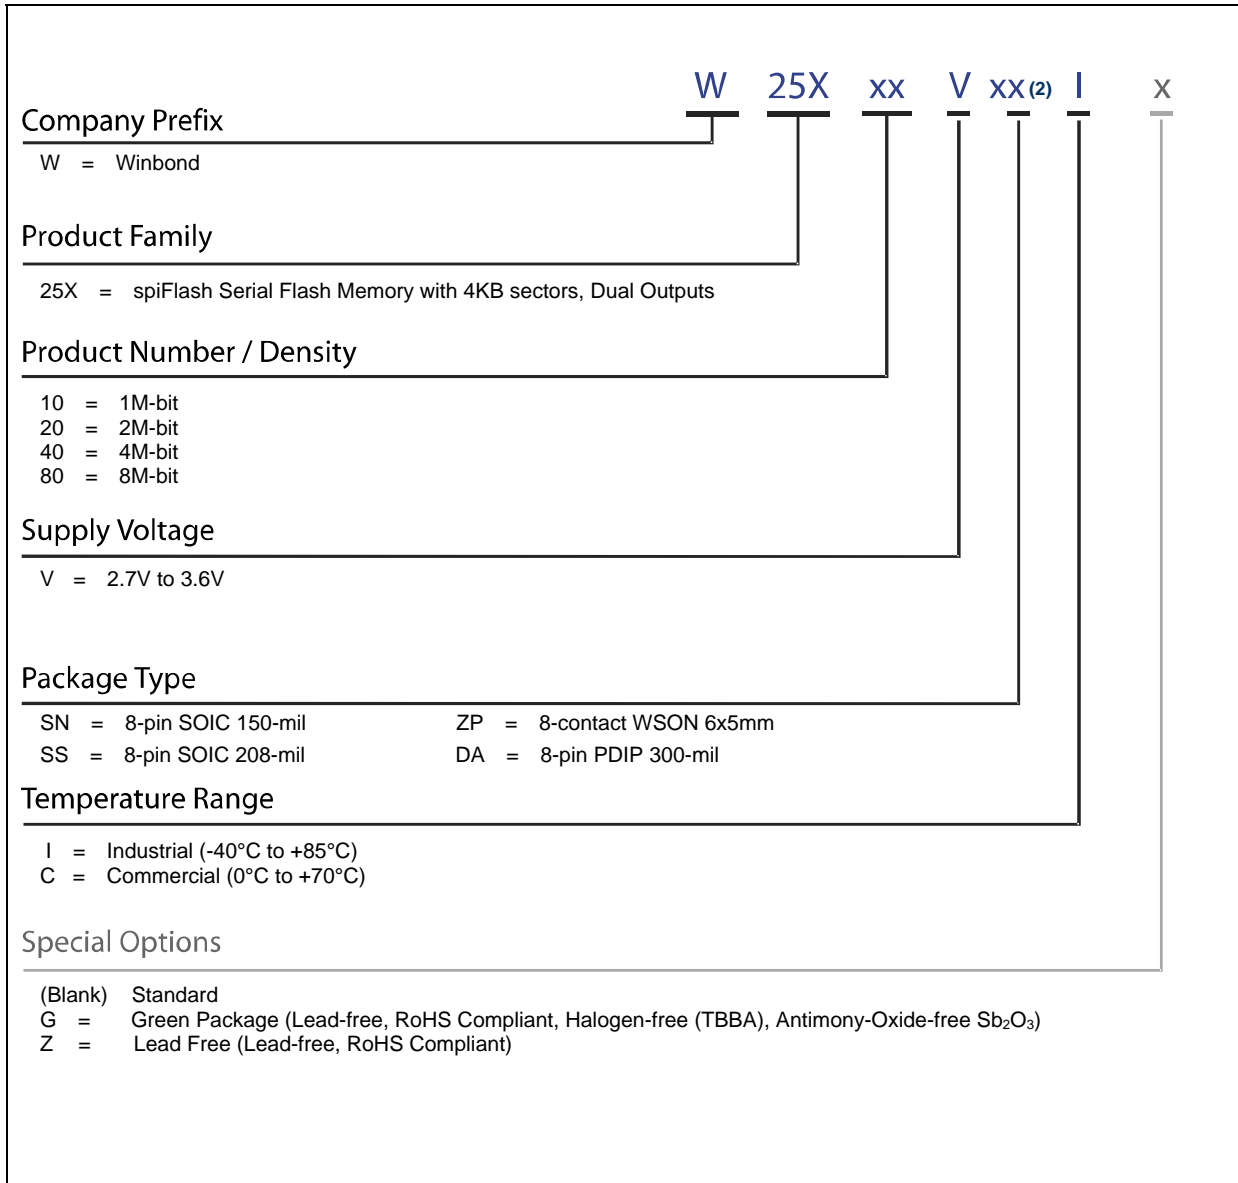 W 25X xx V xx(2) I x
Company Prefix
W = Winbond
Product Family
25X = spiFlash Serial Flash Memory with 4KB sectors, Dual Outputs
Product Number / Density
10 = 1M-bit
20 = 2M-bit
40 = 4M-bit
80 = 8M-bit
Supply Voltage
V = 2.7V to 3.6V
Package Type
SN = 8-pin SOIC 150-mil ZP = 8-contact WSON 6x5mm
SS = 8-pin SOIC 208-mil DA = 8-pin PDIP 300-mil
Temperature Range
I = Industrial (-40°C to +85°C)
C = Commercial (0°C to +70°C)
Special Options
(Blank) Standard
G = Green Package (Lead-free, RoHS Compliant, Halogen-free (TBBA), Antimony-Oxide-free Sb₂O₃)
Z = Lead Free (Lead-free, RoHS Compliant)